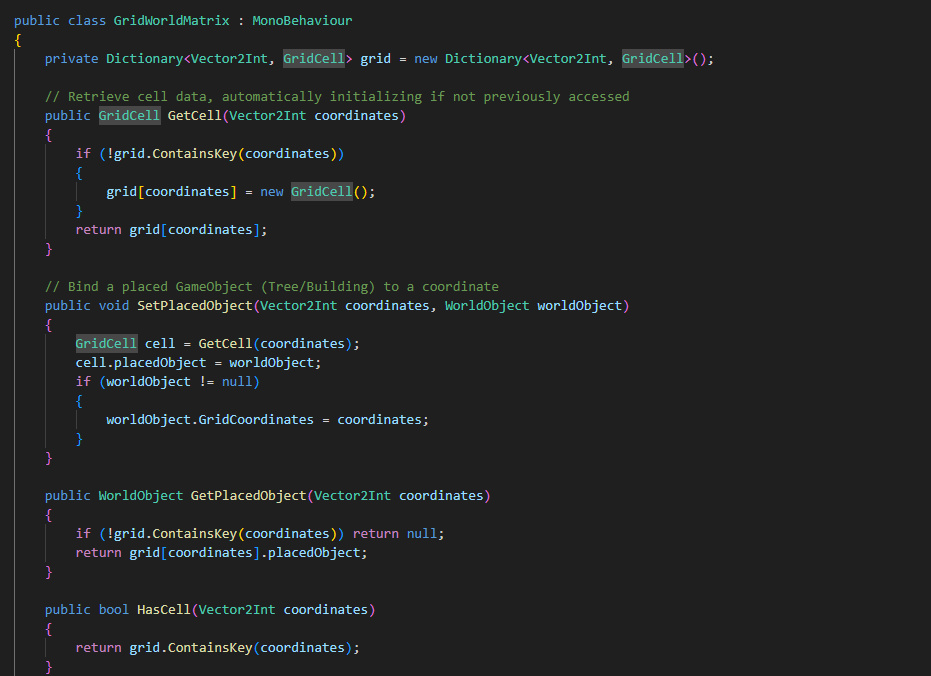 public class GridWorldMatrix : MonoBehaviour
{
    private Dictionary<Vector2Int, GridCell> grid = new Dictionary<Vector2Int, GridCell>();

    // Retrieve cell data, automatically initializing if not previously accessed
    public GridCell GetCell(Vector2Int coordinates)
    {
        if (!grid.ContainsKey(coordinates))
        {
            grid[coordinates] = new GridCell();
        }
        return grid[coordinates];
    }

    // Bind a placed GameObject (Tree/Building) to a coordinate
    public void SetPlacedObject(Vector2Int coordinates, WorldObject worldObject)
    {
        GridCell cell = GetCell(coordinates);
        cell.placedObject = worldObject;
        if (worldObject != null)
        {
            worldObject.GridCoordinates = coordinates;
        }
    }

    public WorldObject GetPlacedObject(Vector2Int coordinates)
    {
        if (!grid.ContainsKey(coordinates)) return null;
        return grid[coordinates].placedObject;
    }

    public bool HasCell(Vector2Int coordinates)
    {
        return grid.ContainsKey(coordinates);
    }